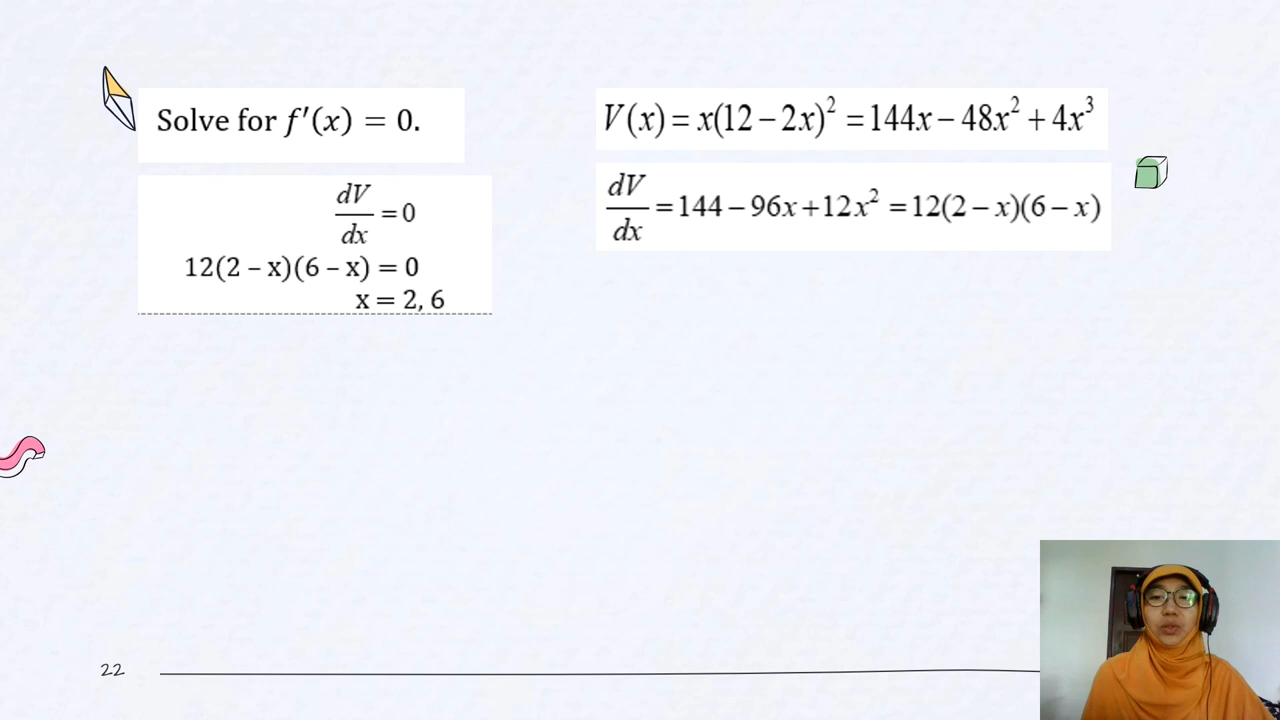 Solve for f′(x) = 0.
dV/dx = 0
12(2 − x)(6 − x) = 0
x = 2, 6
V(x) = x(12 − 2x)² = 144x − 48x² + 4x³
dV/dx = 144 − 96x + 12x² = 12(2 − x)(6 − x)
22